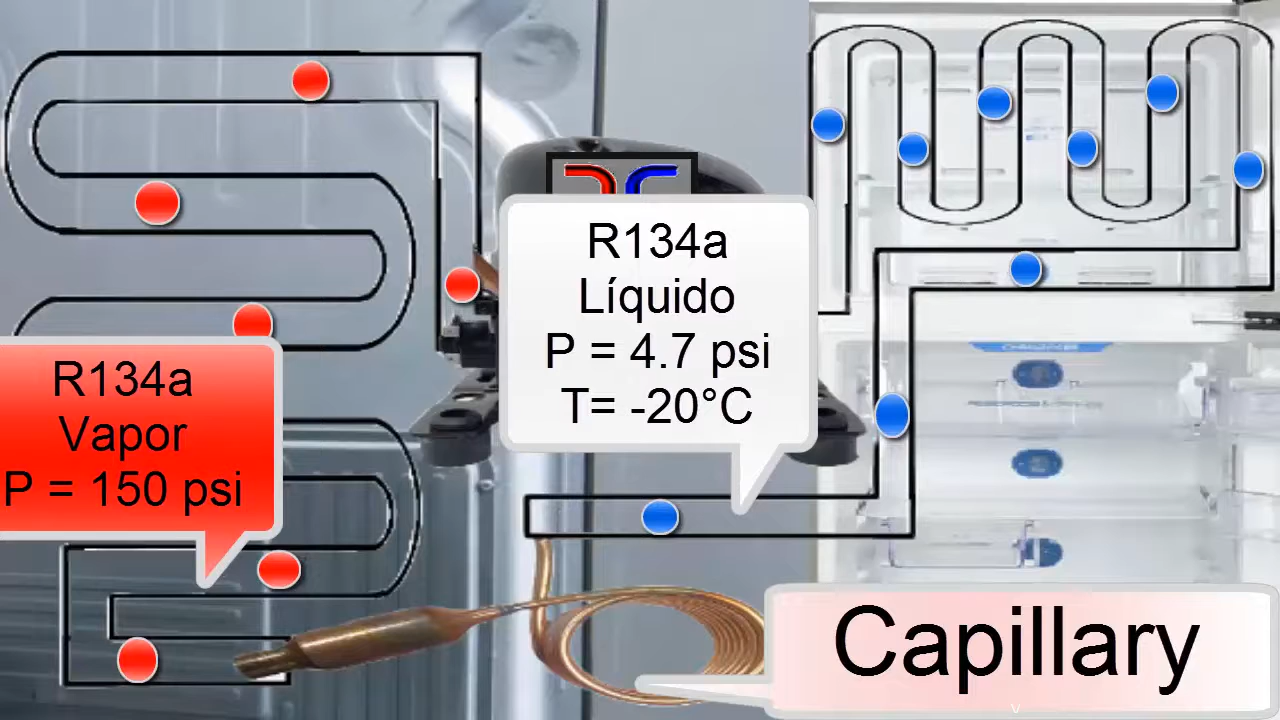 R134a
Líquido
P = 4.7 psi
T= -20°C
R134a
Vapor
P = 150 psi
Capillary